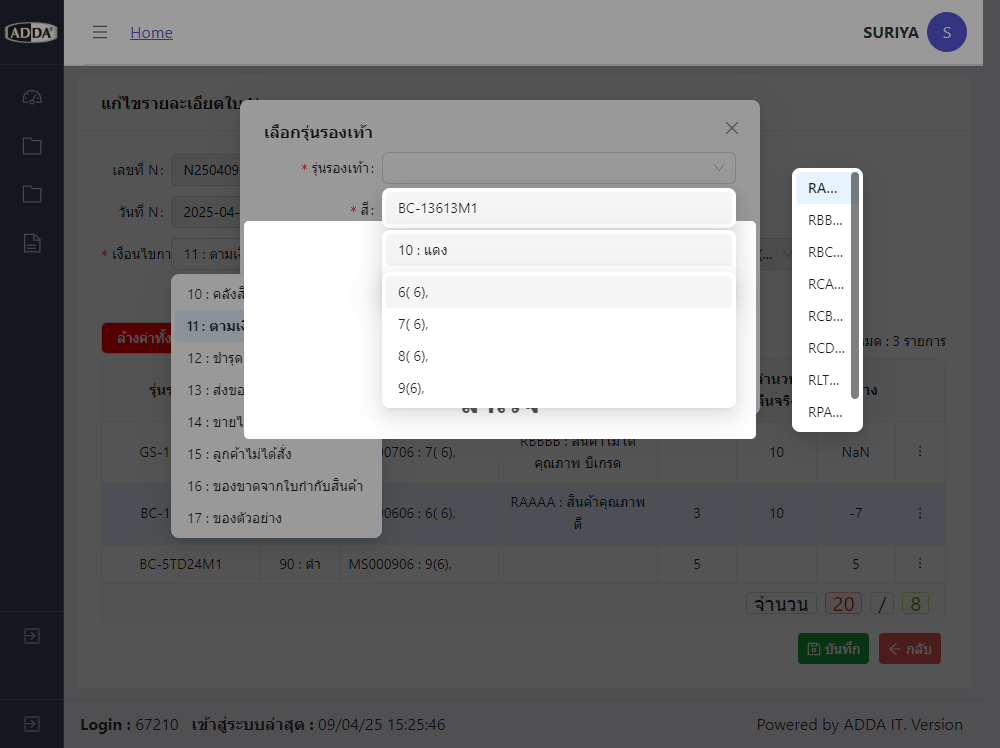 ADDA
Home
SURIYA
S
แก้ไขรายละเอียดใบ
เลือกรุ่นรองเท้า
เลขที่ N :
N250409
* รุ่นรองเท้า :
วันที่ N :
2025-04-
* สี :
BC-13613M1
* เงื่อนไขกา
11 : ตามเ
10 : แดง
(...
10 : คลังสิ
11 : ตามเงื
12 : ชำรุด
13 : ส่งขอ
14 : ขายไ
15 : ลูกค้าไม่ได้สั่ง
16 : ของขาดจากใบกำกับสินค้า
17 : ของตัวอย่าง
6( 6),
7( 6),
8( 6),
9(6),
RA...
RBB...
RBC...
RCA...
RCB...
RCD...
RLT...
RPA...
ล้างค่าทั้ง
มด : 3 รายการ
รุ่นร
จำนวน
คืนจริง
าง
GS-1
00706 : 7( 6),
RBBBB : สินค้าไม่ได้
คุณภาพ บีเกรด
10
NaN
BC-1
00606 : 6( 6),
RAAAA : สินค้าคุณภาพ
ดี
3
10
-7
BC-5TD24M1
90 : ดำ
MS000906 : 9(6),
5
5
จำนวน
20
/
8
บันทึก
กลับ
Login : 67210 เข้าสู่ระบบล่าสุด : 09/04/25 15:25:46
Powered by ADDA IT. Version